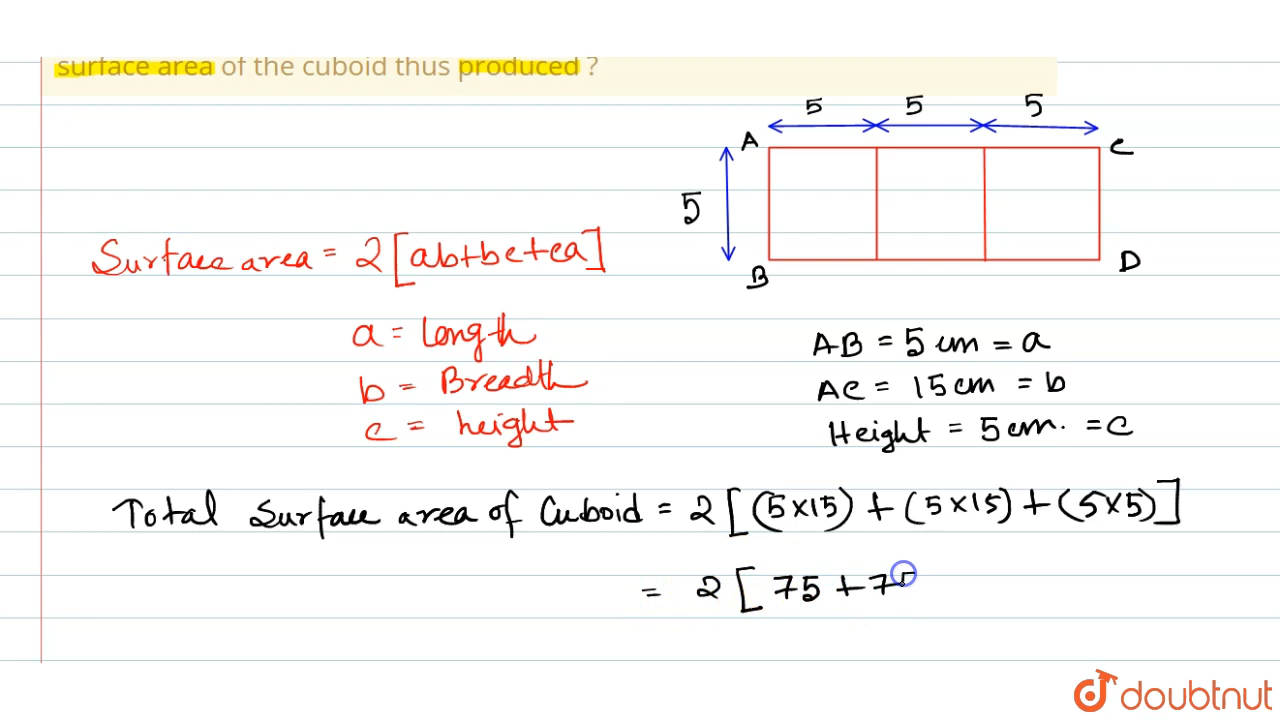 surface area of the cuboid thus produced ?
5 5 5
A C
5
B D
Surface area = 2 [ab+bc+ca]
a = length
b = Breadth
c = height
AB = 5 cm = a
AC = 15 cm = b
Height = 5 cm. = c
Total Surface area of Cuboid = 2 [(5×15) + (5×15) + (5×5)]
= 2 [ 75 + 75
doubtnut